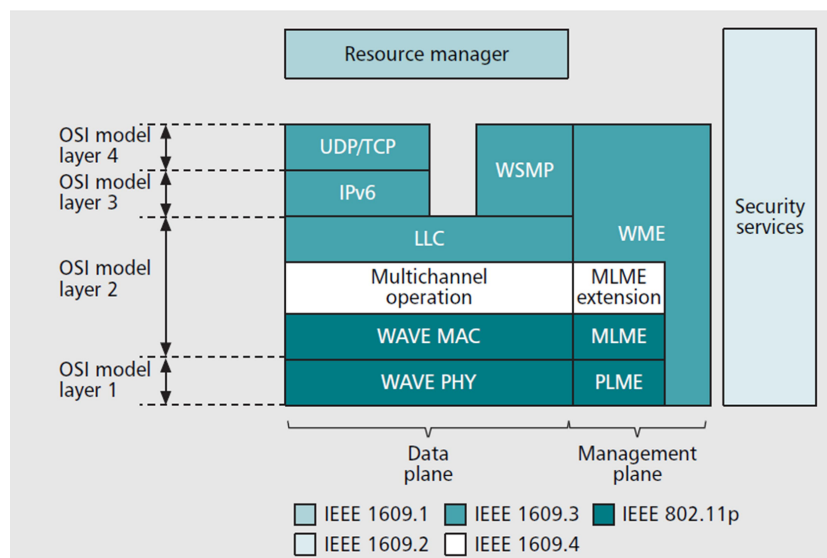 Resource manager
OSI model
layer 4
UDP/TCP
WSMP
OSI model
layer 3
IPv6
Security
services
LLC
WME
OSI model
layer 2
Multichannel
operation
MLME
extension
WAVE MAC
MLME
OSI model
layer 1
WAVE PHY
PLME
Data
plane
Management
plane
IEEE 1609.1
IEEE 1609.3
IEEE 802.11p
IEEE 1609.2
IEEE 1609.4